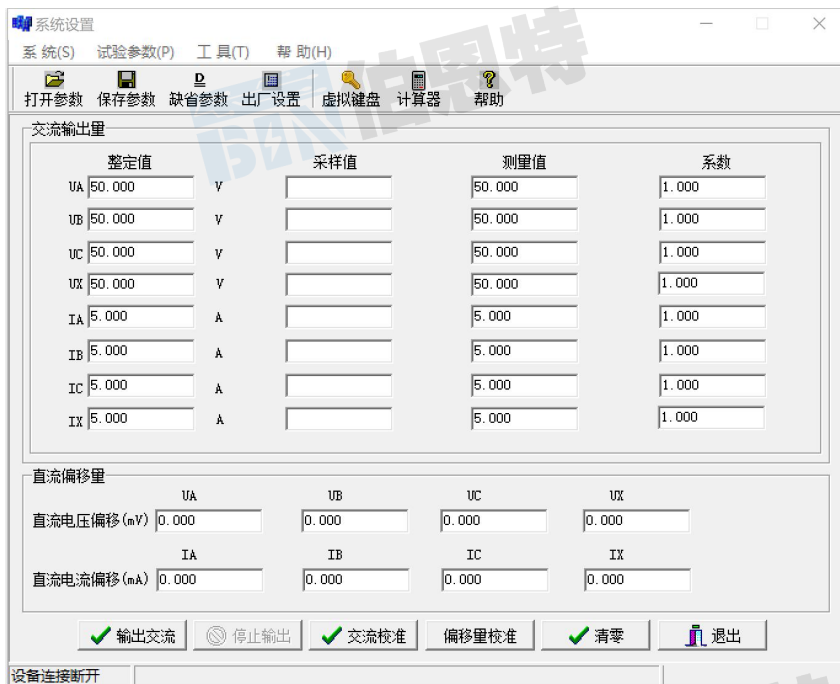 系统设置
系 统(S) 试验参数(P) 工 具(T) 帮 助(H)
打开参数 保存参数 缺省参数 出厂设置 虚拟键盘 计算器 帮助
伯恩特
交流输出量
整定值 采样值 测量值 系数
UA 50.000 V 50.000 1.000
UB 50.000 V 50.000 1.000
UC 50.000 V 50.000 1.000
UX 50.000 V 50.000 1.000
IA 5.000 A 5.000 1.000
IB 5.000 A 5.000 1.000
IC 5.000 A 5.000 1.000
IX 5.000 A 5.000 1.000
直流偏移量
UA UB UC UX
直流电压偏移(mV) 0.000 0.000 0.000 0.000
IA IB IC IX
直流电流偏移(mA) 0.000 0.000 0.000 0.000
输出交流 停止输出 交流校准 偏移量校准 清零 退出
设备连接断开